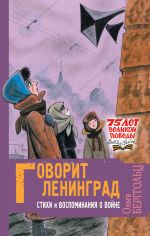 75 ЛЕТ
ВЕЛИКОЙ
ПОБЕДЫ
ГОВОРИТ
ЛЕНИНГРАД
СТИХИ И ВОСПОМИНАНИЯ О ВОЙНЕ
Ольга БЕРГГОЛЬЦ